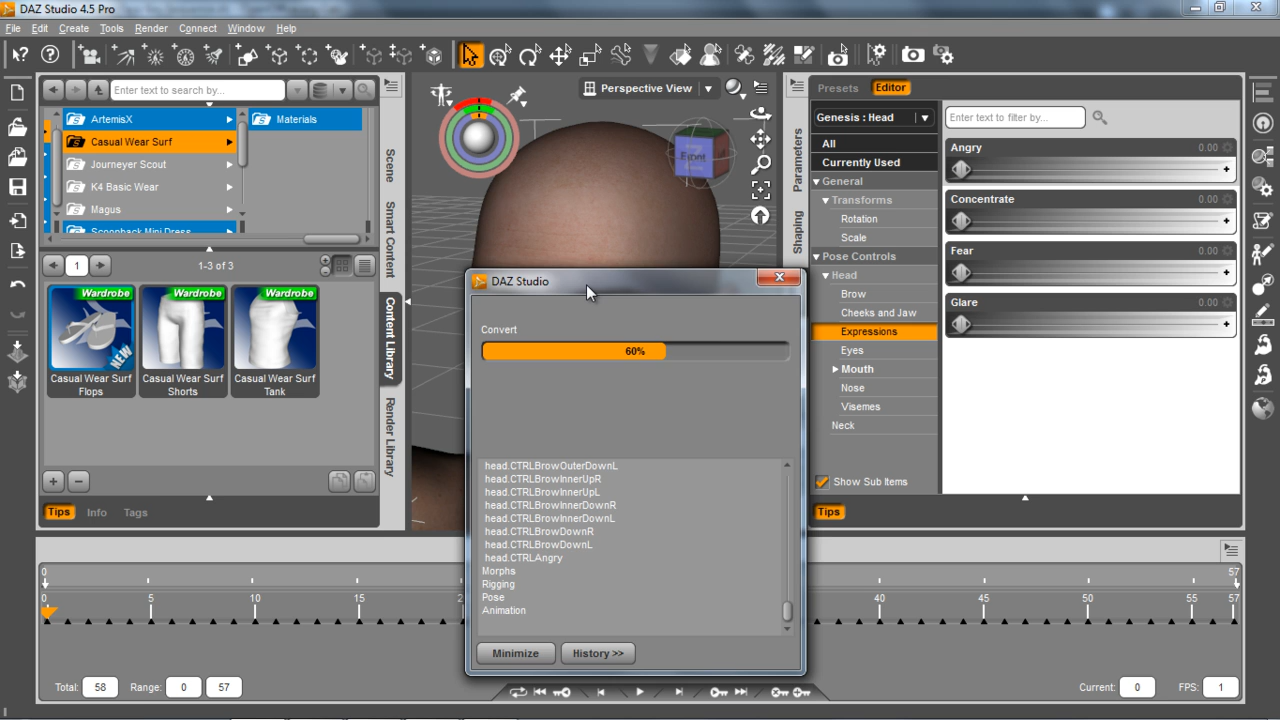 DAZ Studio 4.5 Pro
File Edit Create Tools Render Connect Window Help
Enter text to search by...
ArtemisX
Casual Wear Surf
Journeyer Scout
K4 Basic Wear
Magus
Scoopback Mini Dress
Materials
1
1-3 of 3
Wardrobe
NEW
Casual Wear Surf
Flops
Wardrobe
Casual Wear Surf
Shorts
Wardrobe
Casual Wear Surf
Tank
Tips Info Tags
Scene
Smart Content
Content Library
Render Library
Perspective View
Front
Parameters
Shaping
Presets Editor
Genesis : Head
All
Currently Used
General
Transforms
Rotation
Scale
Pose Controls
Head
Brow
Cheeks and Jaw
Expressions
Eyes
Mouth
Nose
Visemes
Neck
Show Sub Items
Tips
Enter text to filter by...
Angry 0.00
Concentrate 0.00
Fear 0.00
Glare 0.00
DAZ Studio
Convert
60%
head.CTRLBrowOuterDownL
head.CTRLBrowInnerUpR
head.CTRLBrowInnerUpL
head.CTRLBrowInnerDownR
head.CTRLBrowInnerDownL
head.CTRLBrowDownR
head.CTRLBrowDownL
head.CTRLAngry
Morphs
Rigging
Pose
Animation
Minimize History >>
0 57
0 5 10 15 40 45 50 55 57
Total: 58 Range: 0 57 Current: 0 FPS: 1